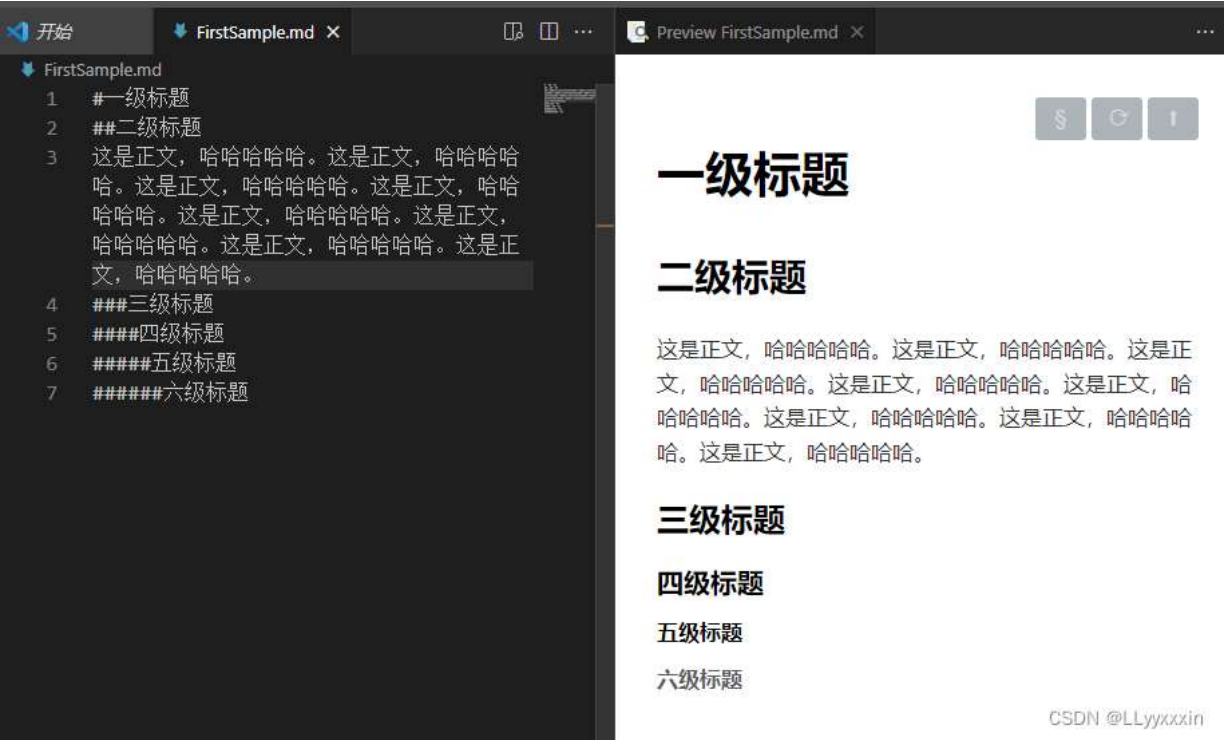 开始
FirstSample.md
Preview FirstSample.md
FirstSample.md
1 #一级标题
2 ##二级标题
3 这是正文，哈哈哈哈哈。这是正文，哈哈哈哈
哈。这是正文，哈哈哈哈哈。这是正文，哈哈
哈哈哈。这是正文，哈哈哈哈哈。这是正文，
哈哈哈哈哈。这是正文，哈哈哈哈哈。这是正
文，哈哈哈哈哈。
4 ###三级标题
5 ####四级标题
6 #####五级标题
7 ######六级标题
§
一级标题
二级标题
这是正文，哈哈哈哈哈。这是正文，哈哈哈哈哈。这是正
文，哈哈哈哈哈。这是正文，哈哈哈哈哈。这是正文，哈
哈哈哈哈。这是正文，哈哈哈哈哈。这是正文，哈哈哈哈
哈。这是正文，哈哈哈哈哈。
三级标题
四级标题
五级标题
六级标题
CSDN @LLyyxxxin